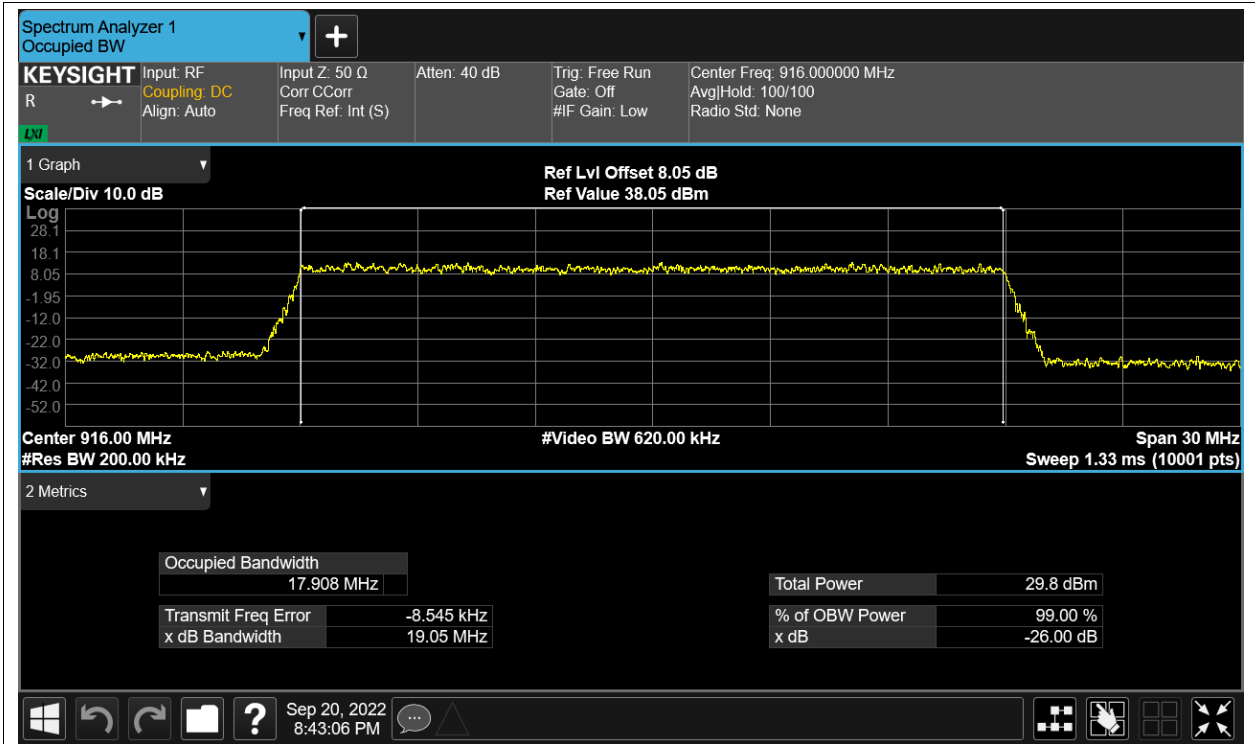 Spectrum Analyzer 1
Occupied BW
KEYSIGHT
R
LXI
Input: RF
Coupling: DC
Align: Auto
Input Z: 50 Ω
Corr CCorr
Freq Ref: Int (S)
Atten: 40 dB
Trig: Free Run
Gate: Off
#IF Gain: Low
Center Freq: 916.000000 MHz
Avg|Hold: 100/100
Radio Std: None
1 Graph
Scale/Div 10.0 dB
Ref Lvl Offset 8.05 dB
Ref Value 38.05 dBm
Log
28.1
18.1
8.05
-1.95
-12.0
-22.0
-32.0
-42.0
-52.0
Center 916.00 MHz
#Res BW 200.00 kHz
#Video BW 620.00 kHz
Span 30 MHz
Sweep 1.33 ms (10001 pts)
2 Metrics
Occupied Bandwidth
17.908 MHz
Transmit Freq Error -8.545 kHz
x dB Bandwidth 19.05 MHz
Total Power 29.8 dBm
% of OBW Power 99.00 %
x dB -26.00 dB
?
Sep 20, 2022
8:43:06 PM